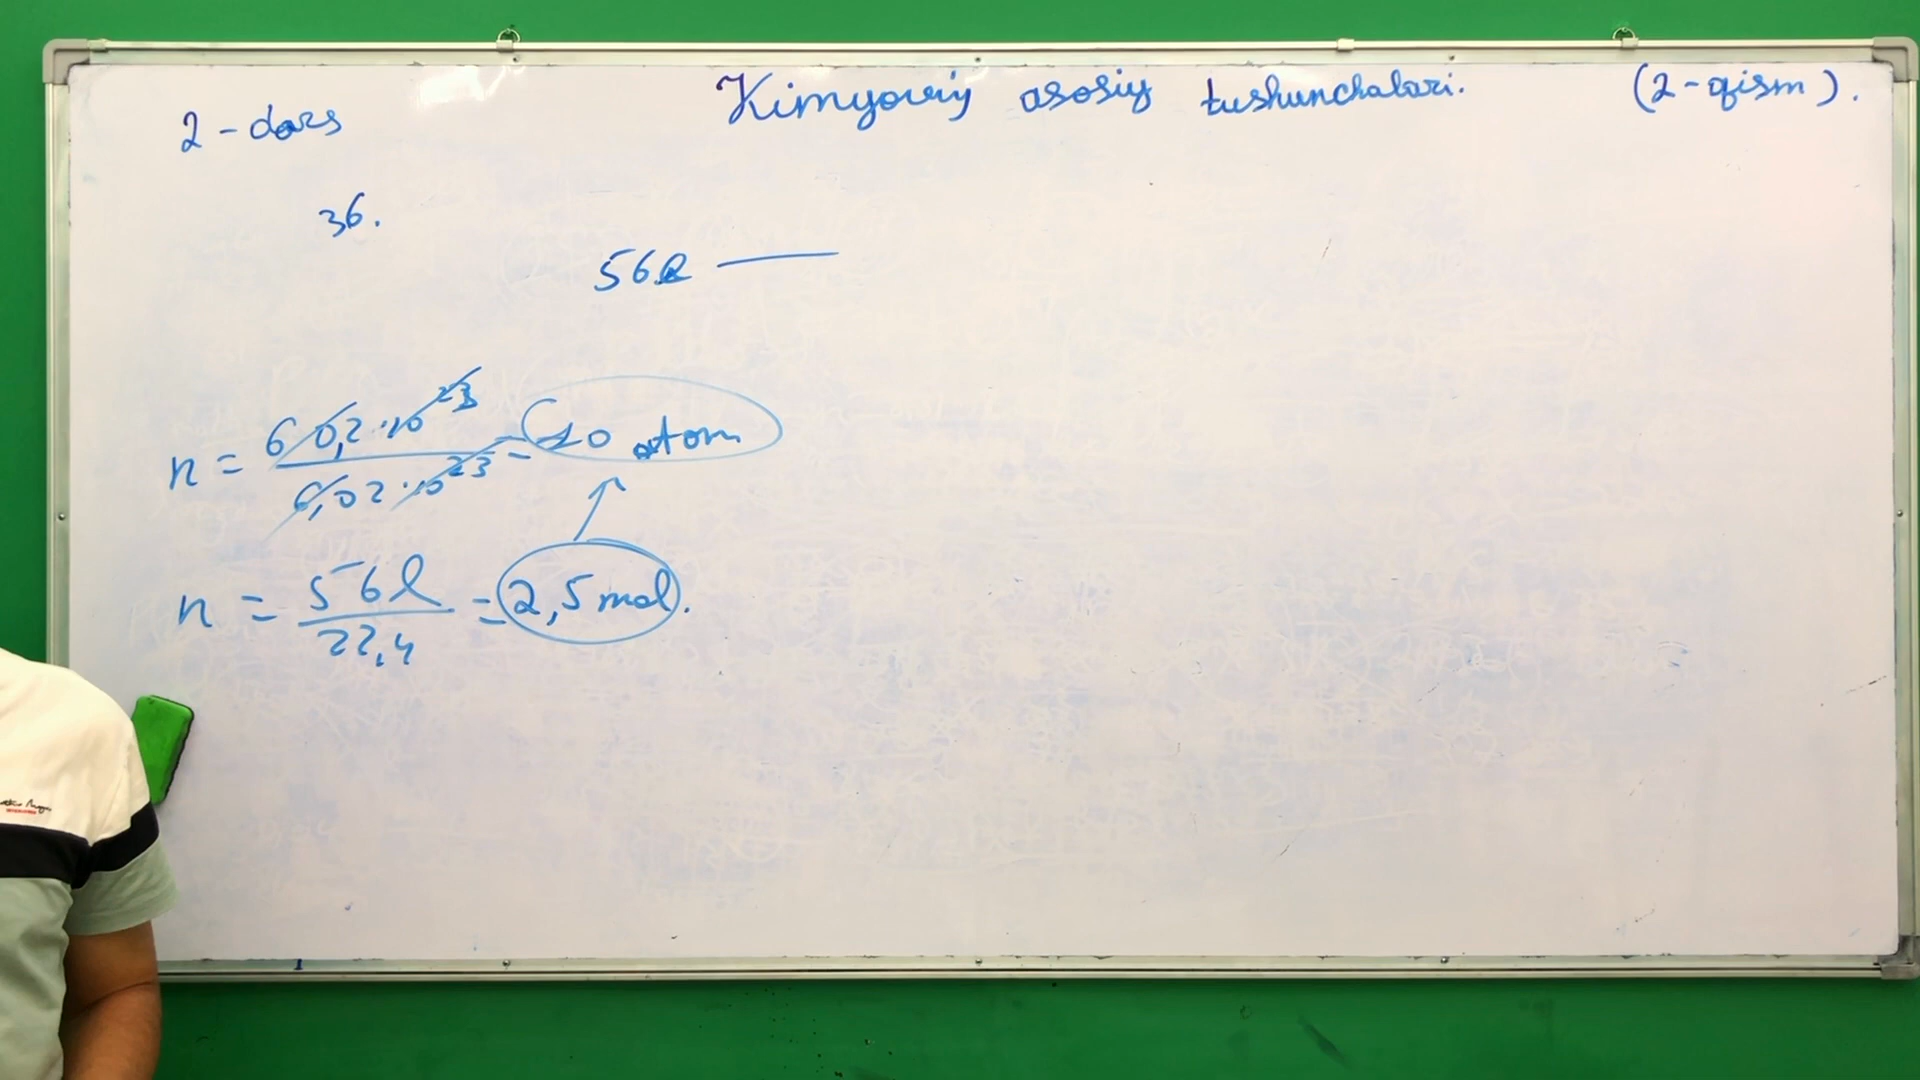 2-dars Kimyoviy asosiy tushunchalari. (2-qism).
36.
56l
n = 60,2·10²³ / 6,02·10²³ = 10 atom
n = 56l / 22,4 = 2,5 mol.